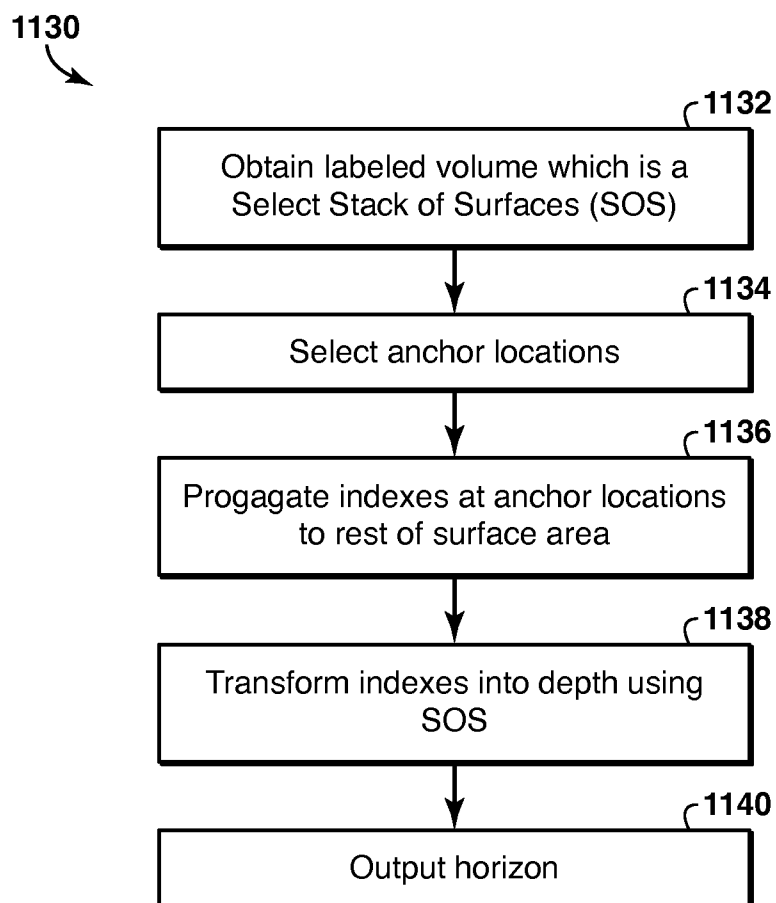 1130
1132
Obtain labeled volume which is a
Select Stack of Surfaces (SOS)
1134
Select anchor locations
1136
Progagate indexes at anchor locations
to rest of surface area
1138
Transform indexes into depth using
SOS
1140
Output horizon